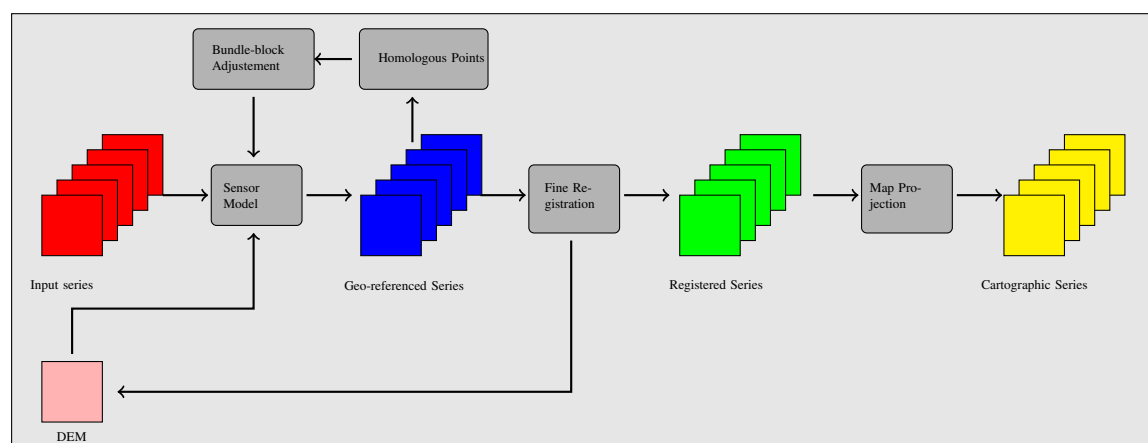 Bundle-block
Adjustement
Homologous Points
Sensor
Model
Fine Re-
gistration
Map Pro-
jection
Input series
Geo-referenced Series
Registered Series
Cartographic Series
DEM